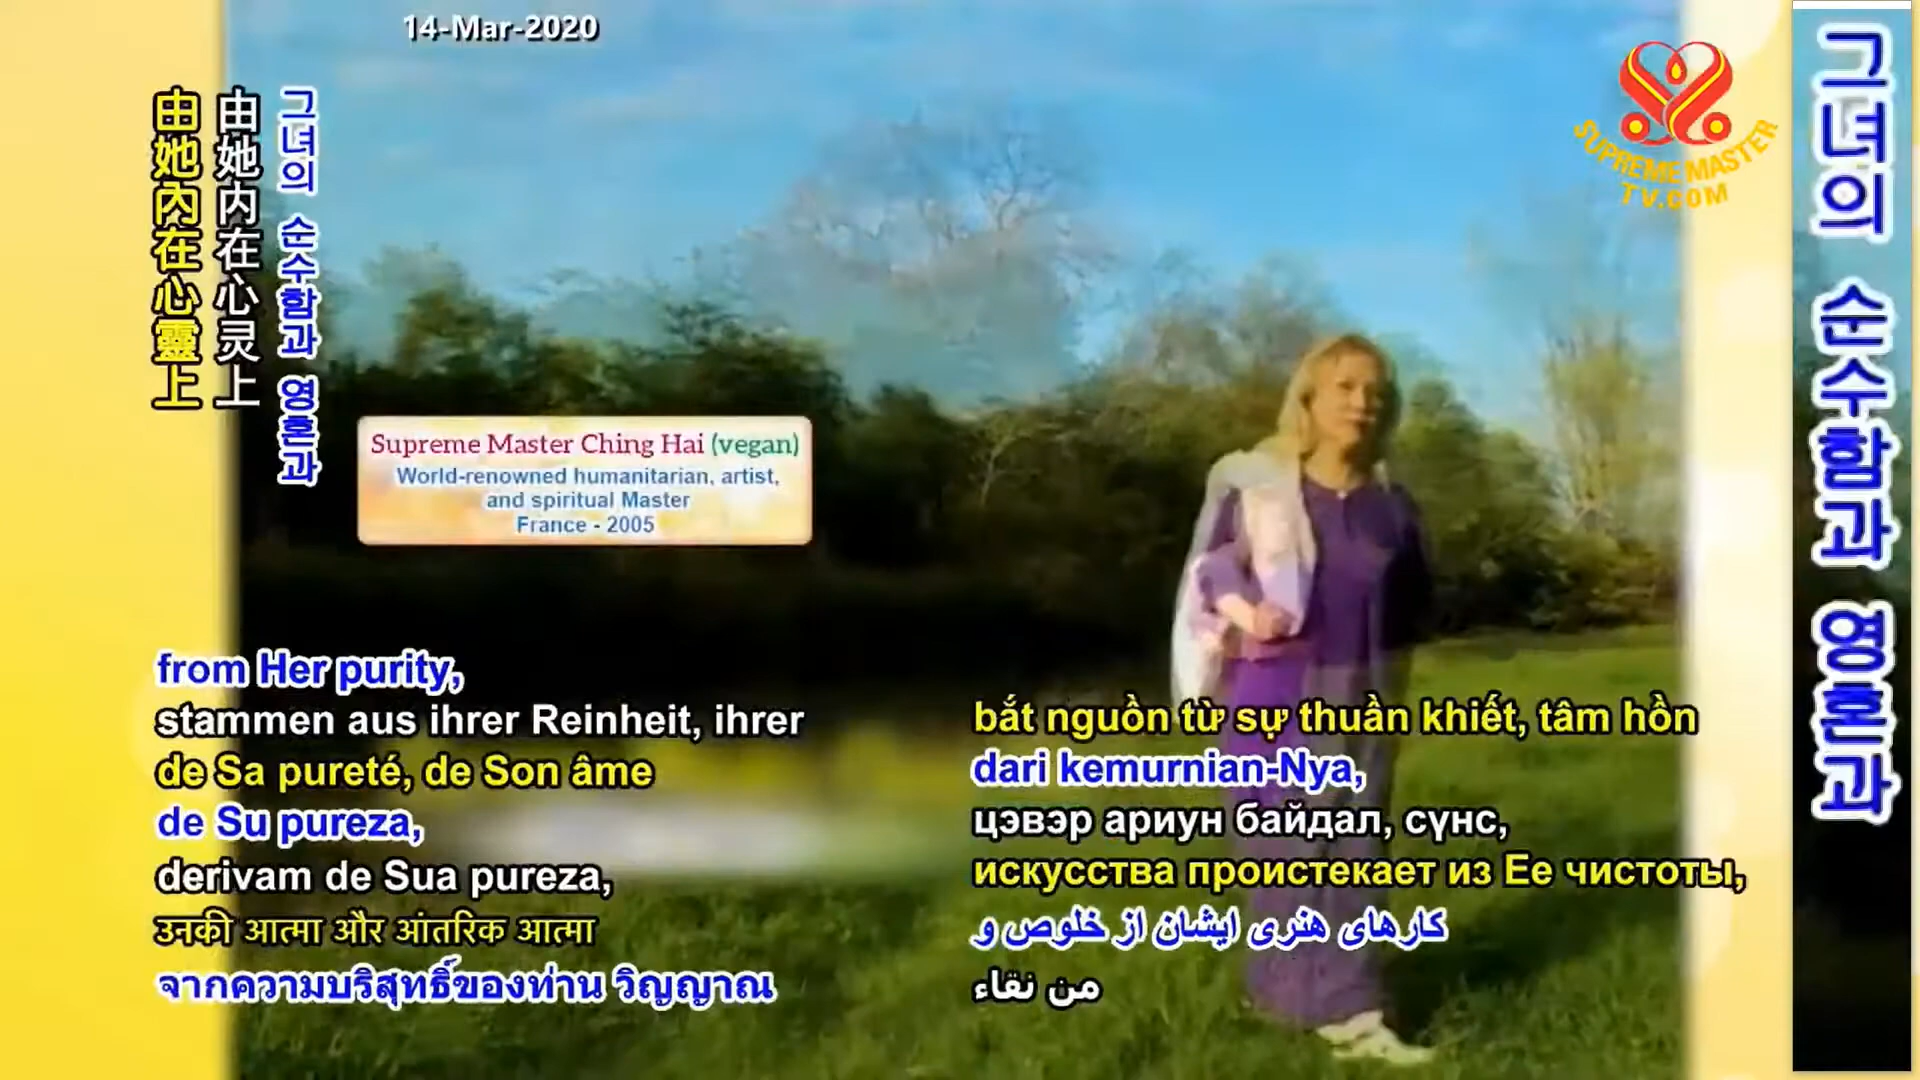 14-Mar-2020
SUPREME MASTER
TV.COM
由她內在心靈上
由她内在心灵上
그녀의 순수함과 영혼과
그녀의 순수함과 영혼과
Supreme Master Ching Hai (vegan)
World-renowned humanitarian, artist,
and spiritual Master
France - 2005
from Her purity,
stammen aus ihrer Reinheit, ihrer
de Sa pureté, de Son âme
de Su pureza,
derivam de Sua pureza,
उनकी आत्मा और आंतरिक आत्मा
จากความบริสุทธิ์ของท่าน วิญญาณ
bắt nguồn từ sự thuần khiết, tâm hồn
dari kemurnian-Nya,
цэвэр ариун байдал, сүнс,
искусства проистекает из Ее чистоты,
کارهای هنری ایشان از خلوص و
من نقاء